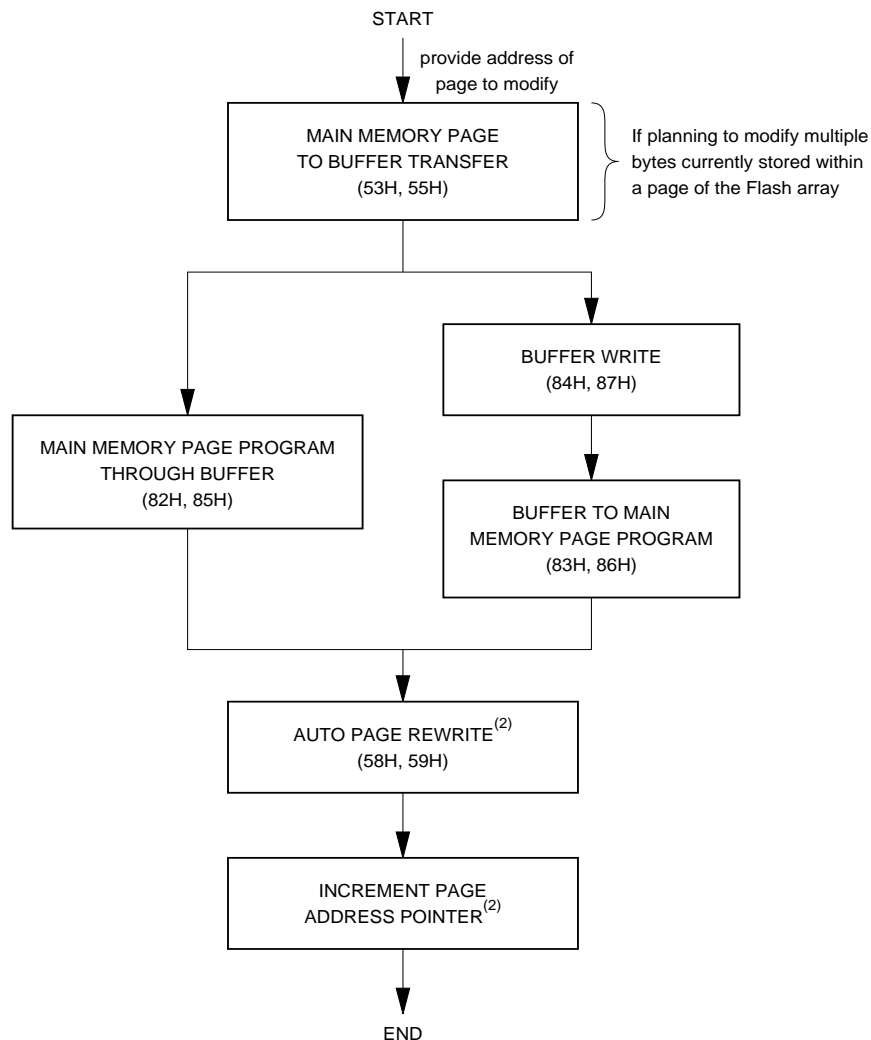 START
provide address of
page to modify
MAIN MEMORY PAGE
TO BUFFER TRANSFER
(53H, 55H)
If planning to modify multiple
bytes currently stored within
a page of the Flash array
BUFFER WRITE
(84H, 87H)
MAIN MEMORY PAGE PROGRAM
THROUGH BUFFER
(82H, 85H)
BUFFER TO MAIN
MEMORY PAGE PROGRAM
(83H, 86H)
AUTO PAGE REWRITE(2)
(58H, 59H)
INCREMENT PAGE
ADDRESS POINTER(2)
END